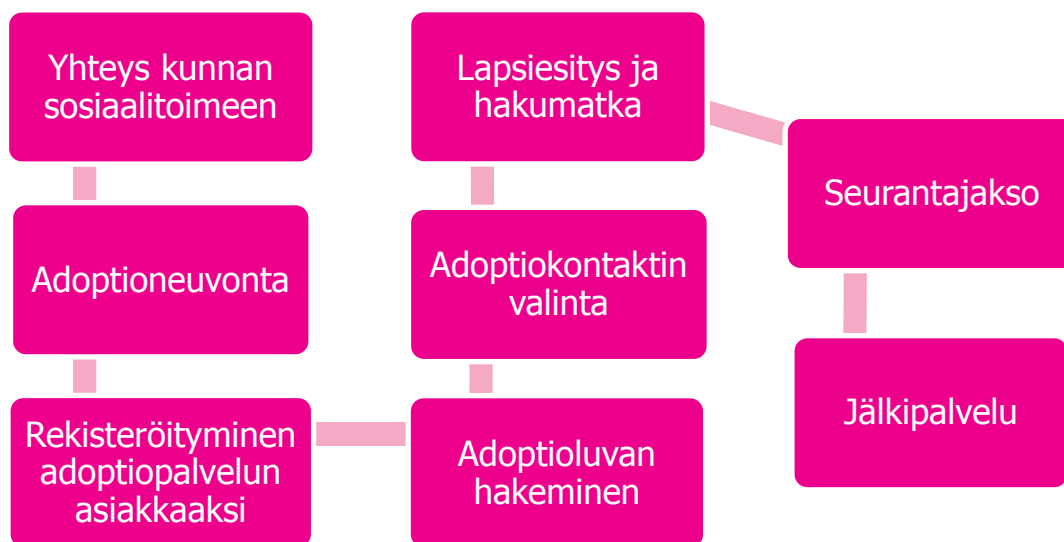 Yhteys kunnan
sosiaalitoimeen
Adoptioneuvonta
Rekisteröityminen
adoptiopalvelun
asiakkaaksi
Adoptioluvan
hakeminen
Adoptiokontaktin
valinta
Lapsiesitys ja
hakumatka
Seurantajakso
Jälkipalvelu